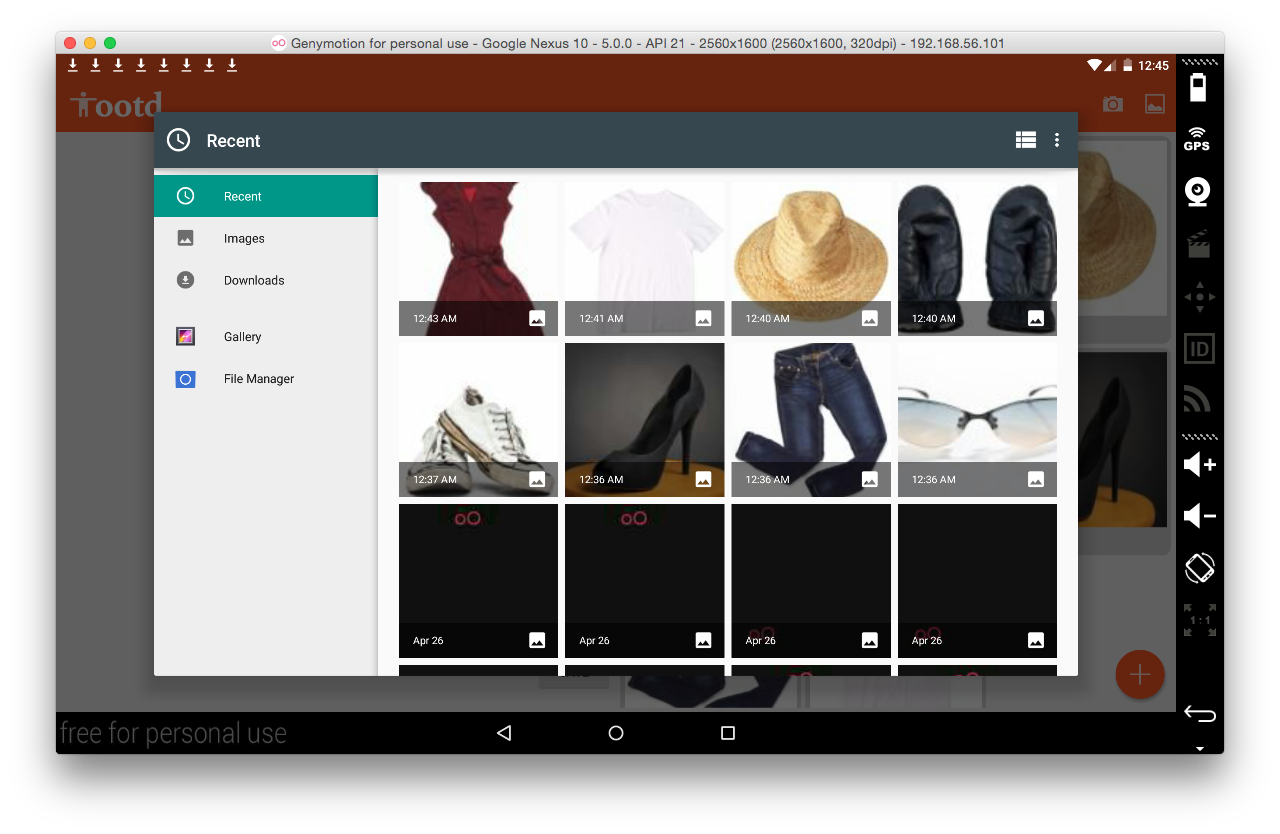 Genymotion for personal use - Google Nexus 10 - 5.0.0 - API 21 - 2560x1600 (2560x1600, 320dpi) - 192.168.56.101
12:45
Tootd
GPS
Recent
Recent
Images
Downloads
Gallery
File Manager
12:43 AM
12:41 AM
12:40 AM
12:40 AM
12:37 AM
12:36 AM
12:36 AM
12:36 AM
Apr 26
Apr 26
Apr 26
Apr 26
ID
1:1
free for personal use